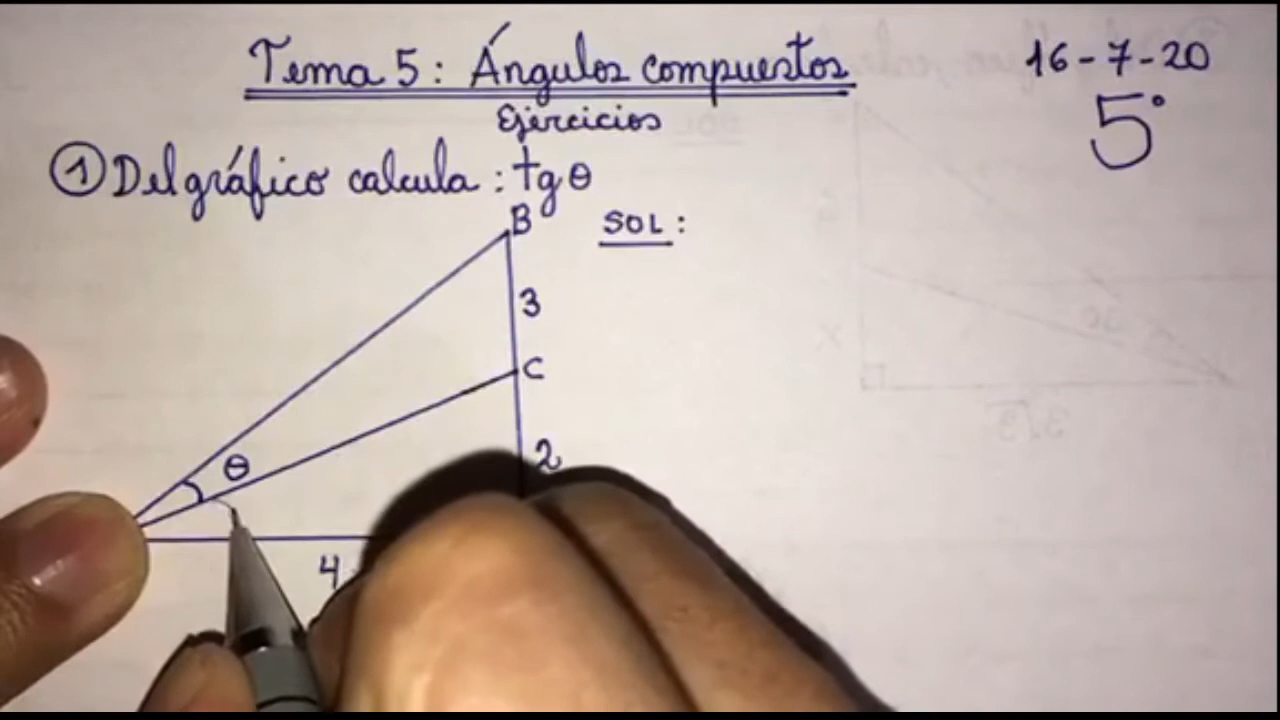 Tema 5: Ángulos compuestos
16-7-20
5°
Ejercicios
① Del gráfico calcula: tg θ
SOL:
B
3
C
θ
2
4